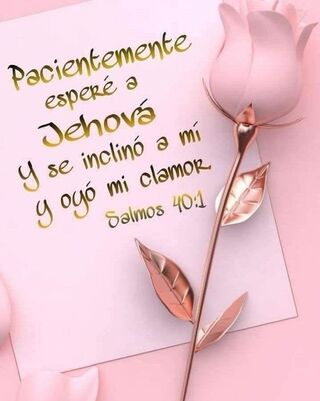 Pacientemente
esperé a
Jehová
Y se inclinó a mí
y oyó mi clamor
Salmos 40:1